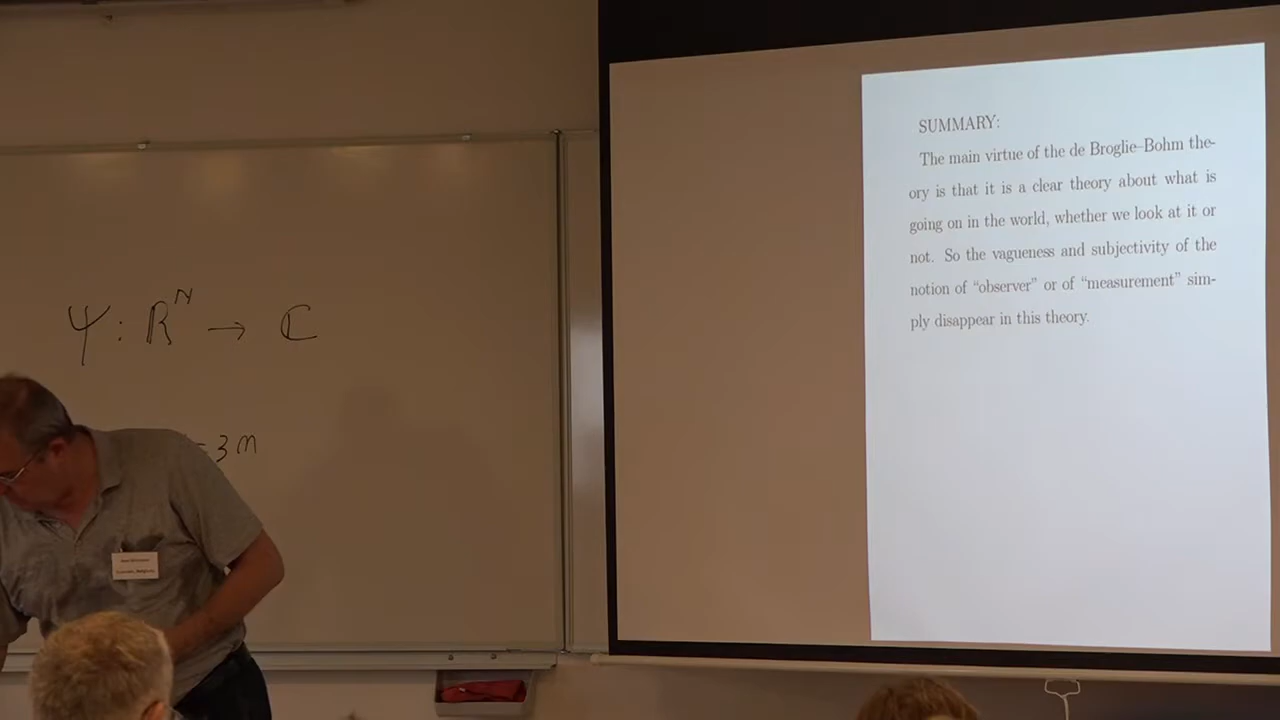 Ψ : R^N → ℂ
= 3n
SUMMARY:
The main virtue of the de Broglie–Bohm the-
ory is that it is a clear theory about what is
going on in the world, whether we look at it or
not. So the vagueness and subjectivity of the
notion of “observer” or of “measurement” sim-
ply disappear in this theory.